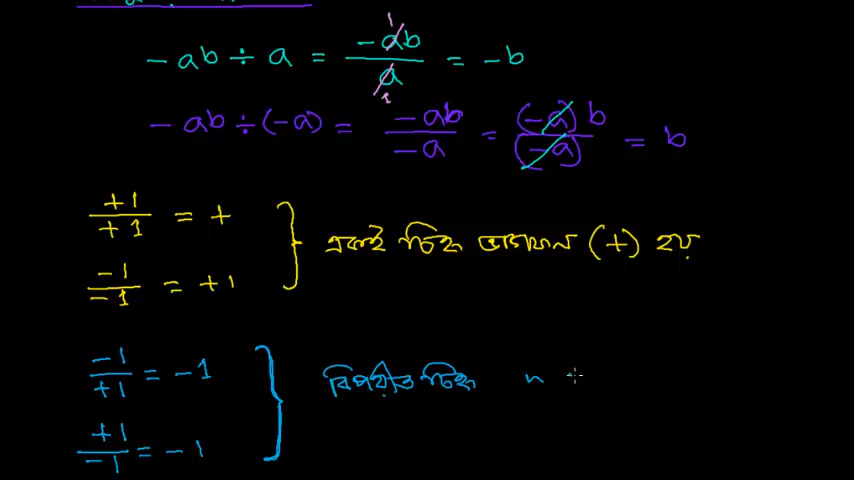 -ab ÷ a = -ab/a = -b
-ab ÷ (-a) = -ab/-a = (-a)b/(-a) = b
+1/+1 = +
-1/-1 = +1
একই চিহ্ন ভাগফল (+) হয়
-1/+1 = -1
+1/-1 = -1
বিপরীত চিহ্ন "